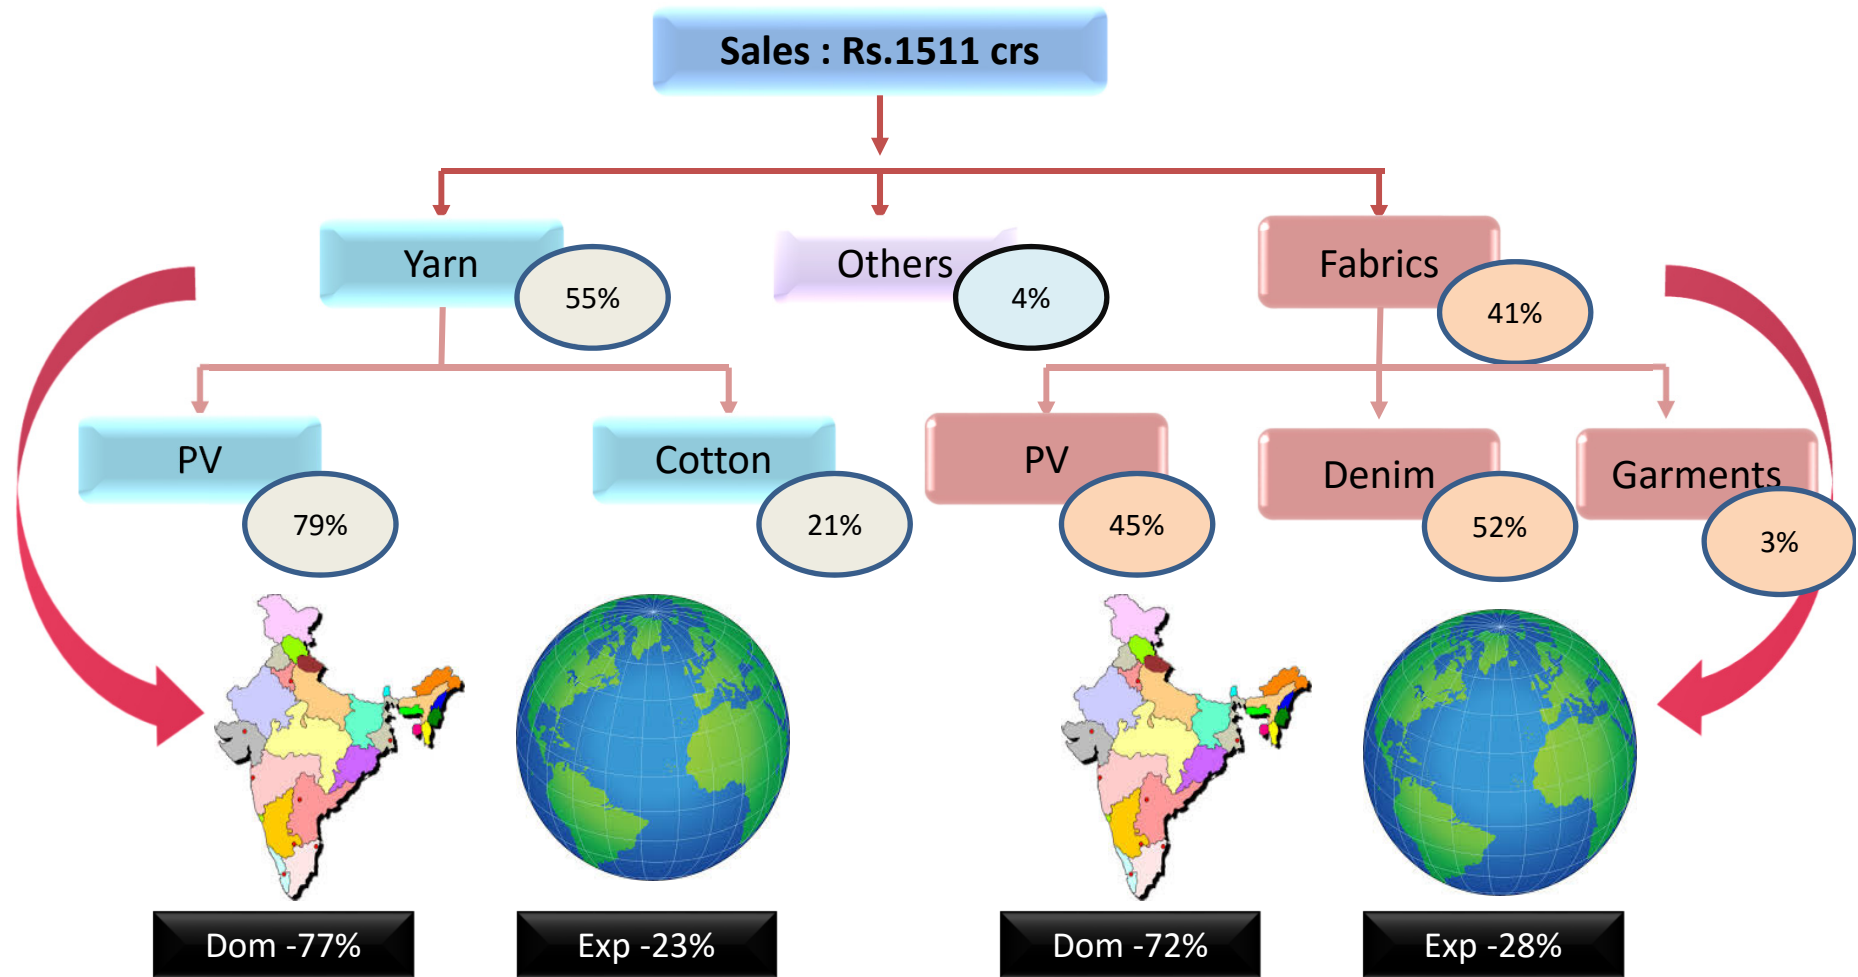 Sales : Rs.1511 crs
Yarn
55%
Others
4%
Fabrics
41%
PV
79%
Cotton
21%
PV
45%
Denim
52%
Garments
3%
Dom -77%
Exp -23%
Dom -72%
Exp -28%